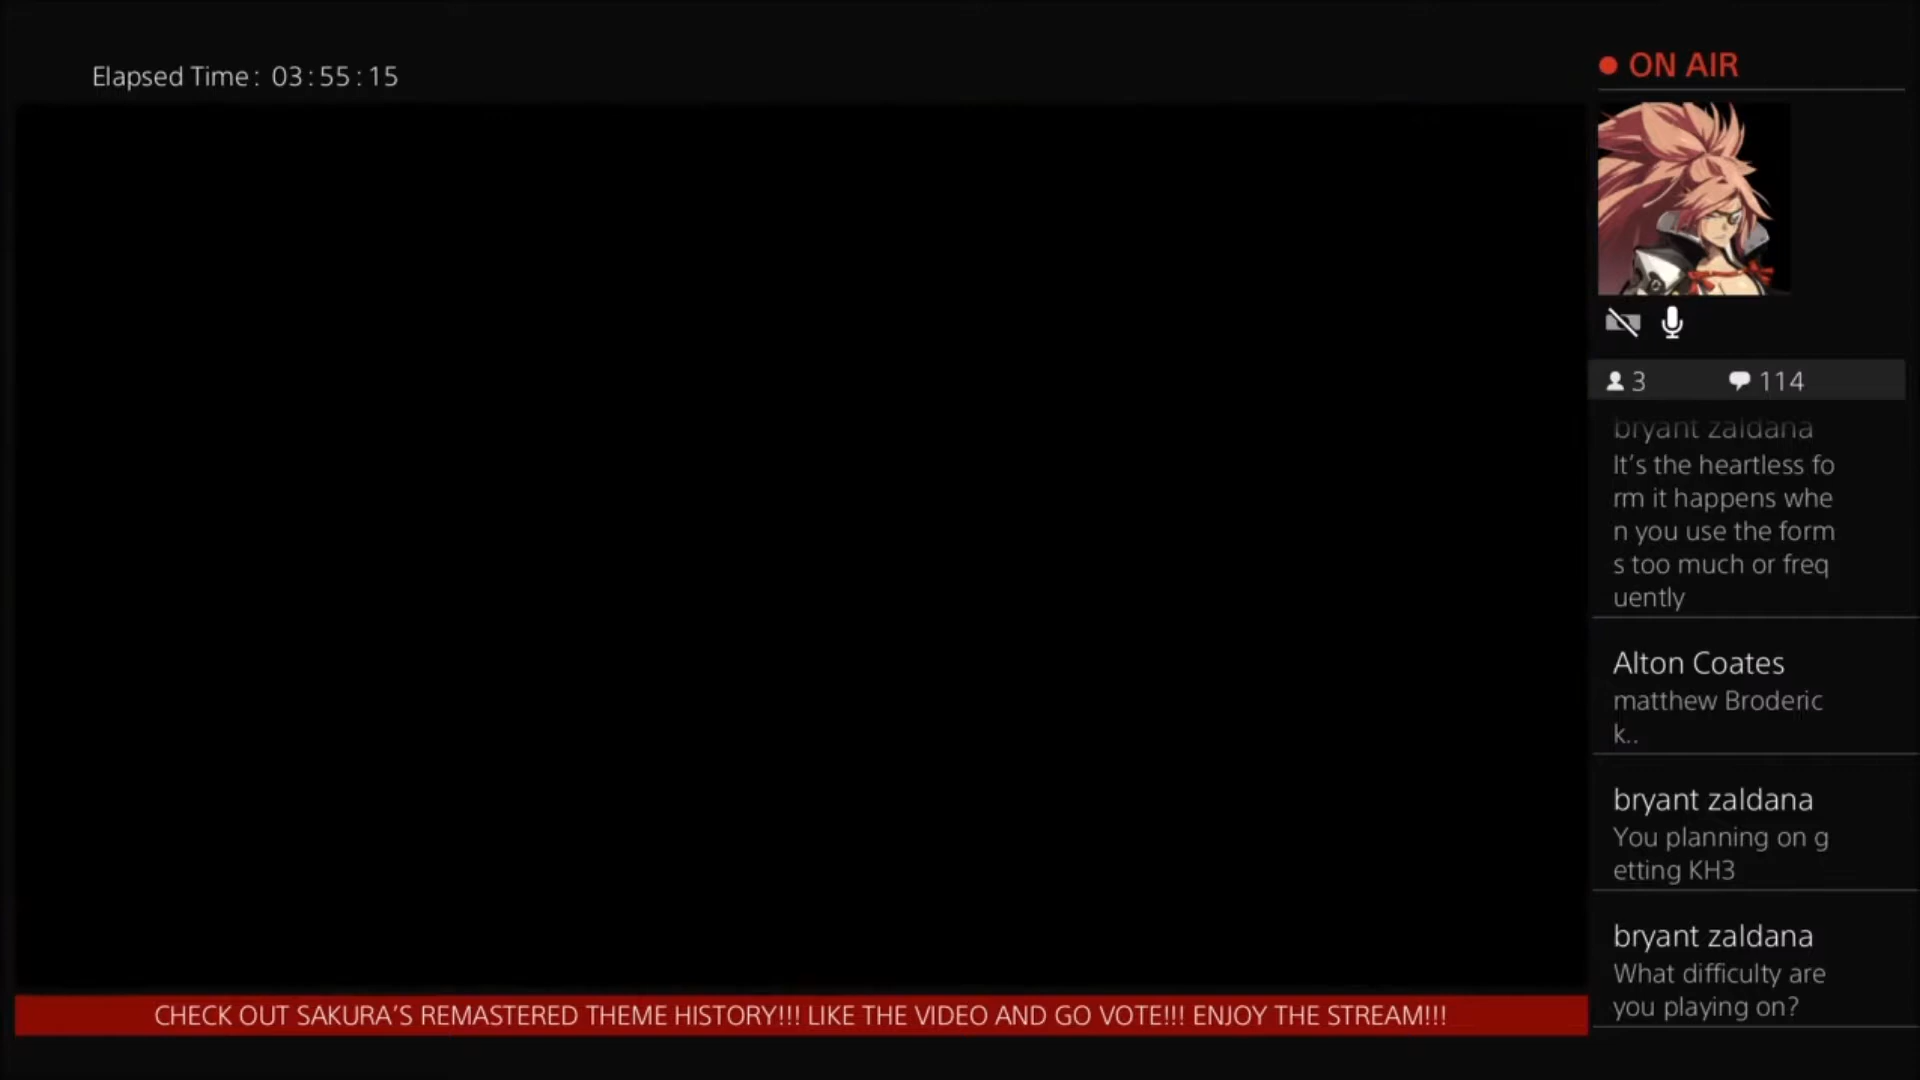 Elapsed Time: 03:55:15
ON AIR
3 114
bryant zaldana
It's the heartless fo
rm it happens whe
n you use the form
s too much or freq
uently
Alton Coates
matthew Broderic
k..
bryant zaldana
You planning on g
etting KH3
bryant zaldana
What difficulty are
you playing on?
CHECK OUT SAKURA'S REMASTERED THEME HISTORY!!! LIKE THE VIDEO AND GO VOTE!!! ENJOY THE STREAM!!!